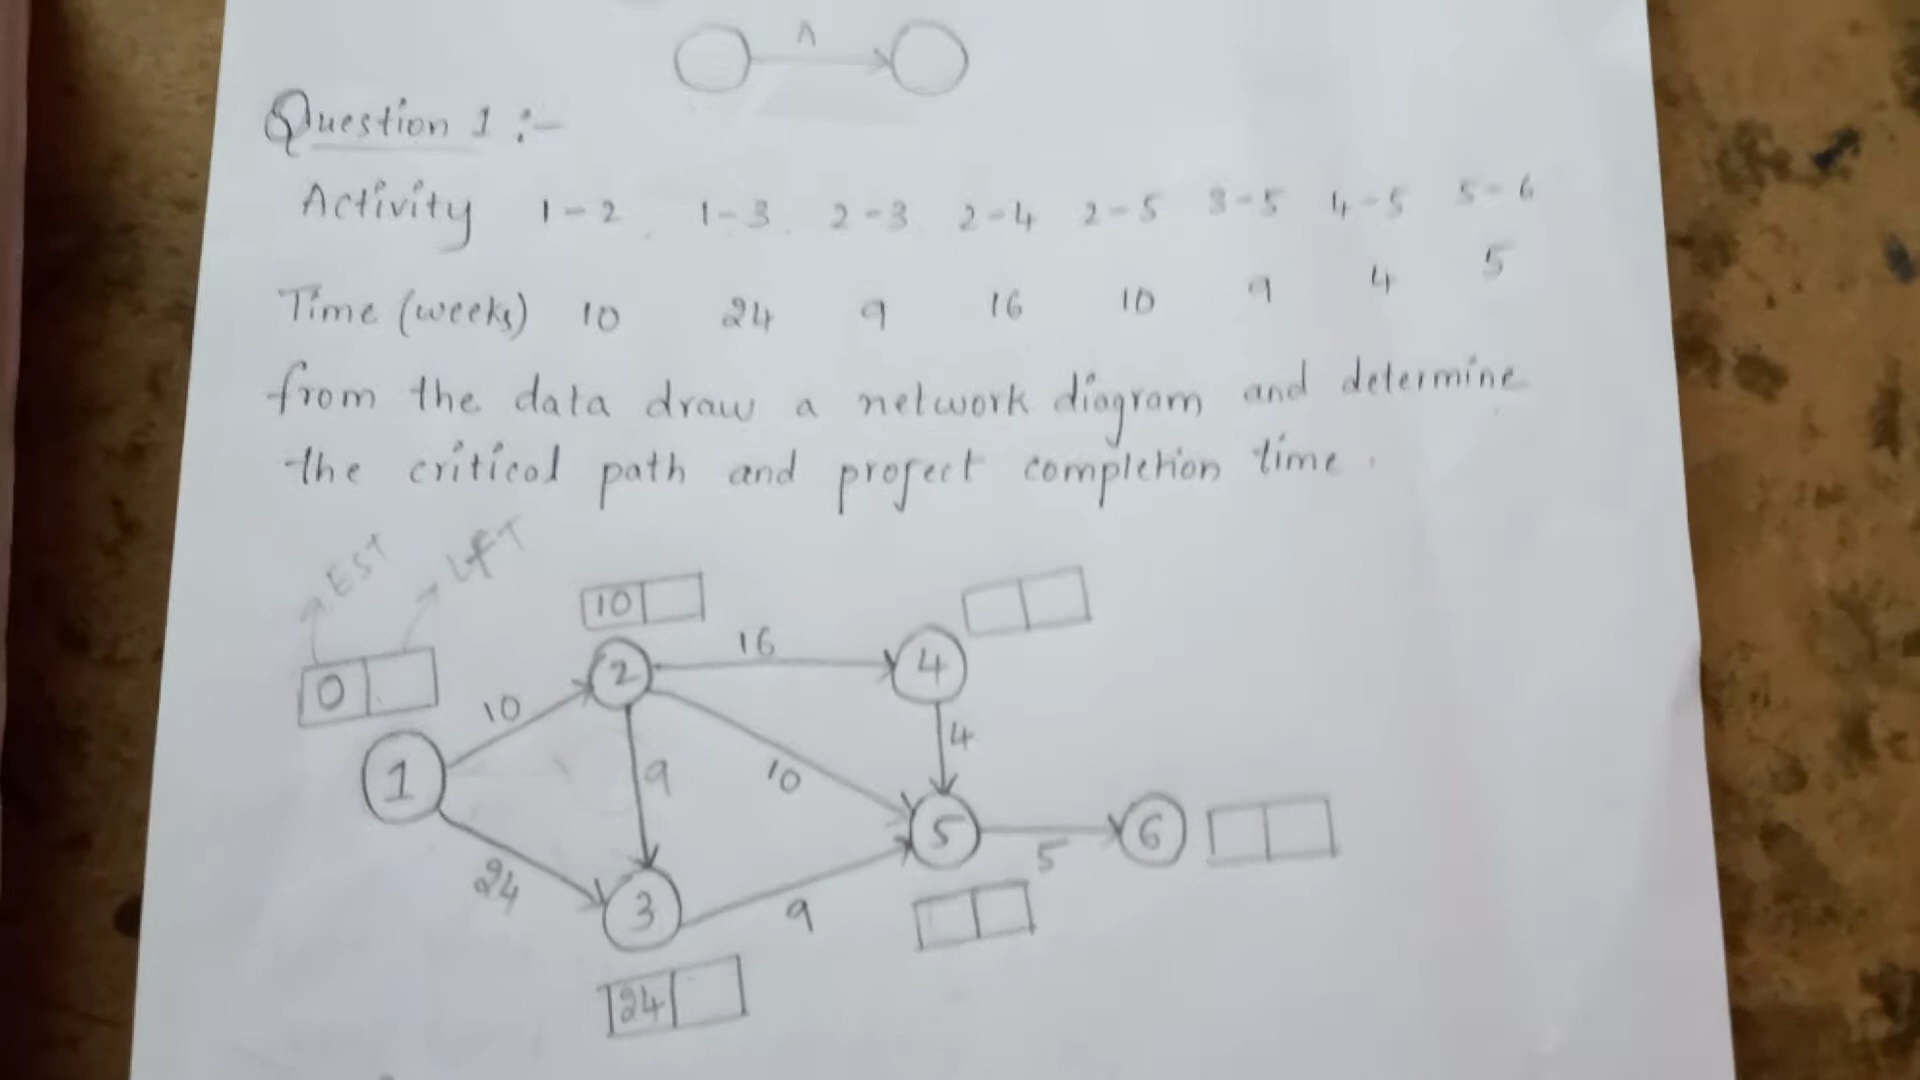 A
Question 1 :-
Activity 1-2 1-3 2-3 2-4 2-5 3-5 4-5 5-6
Time (weeks) 10 24 9 16 10 9 4 5
from the data draw a network diagram and determine
the critical path and project completion time.
EST LFT
10
16
4
0
10
2
4
1
9
10
5
6
5
24
3
9
24